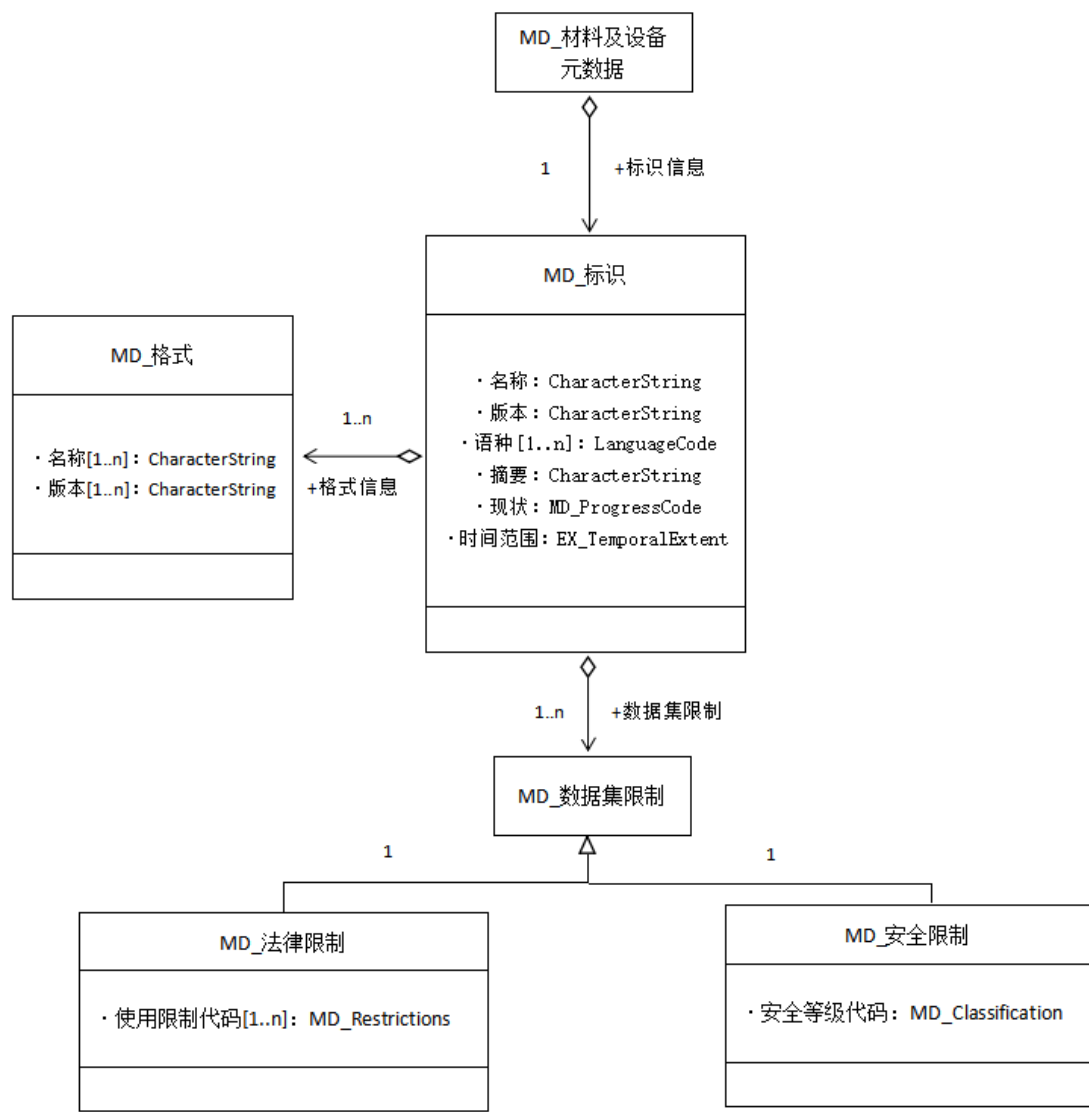 MD_材料及设备
元数据
1
+标识信息
MD_标识
·名称：CharacterString
·版本：CharacterString
·语种[1..n]：LanguageCode
·摘要：CharacterString
·现状：MD_ProgressCode
·时间范围：EX_TemporalExtent
MD_格式
·名称[1..n]：CharacterString
·版本[1..n]：CharacterString
1..n
+格式信息
1..n
+数据集限制
MD_数据集限制
1
1
MD_法律限制
·使用限制代码[1..n]：MD_Restrictions
MD_安全限制
·安全等级代码：MD_Classification